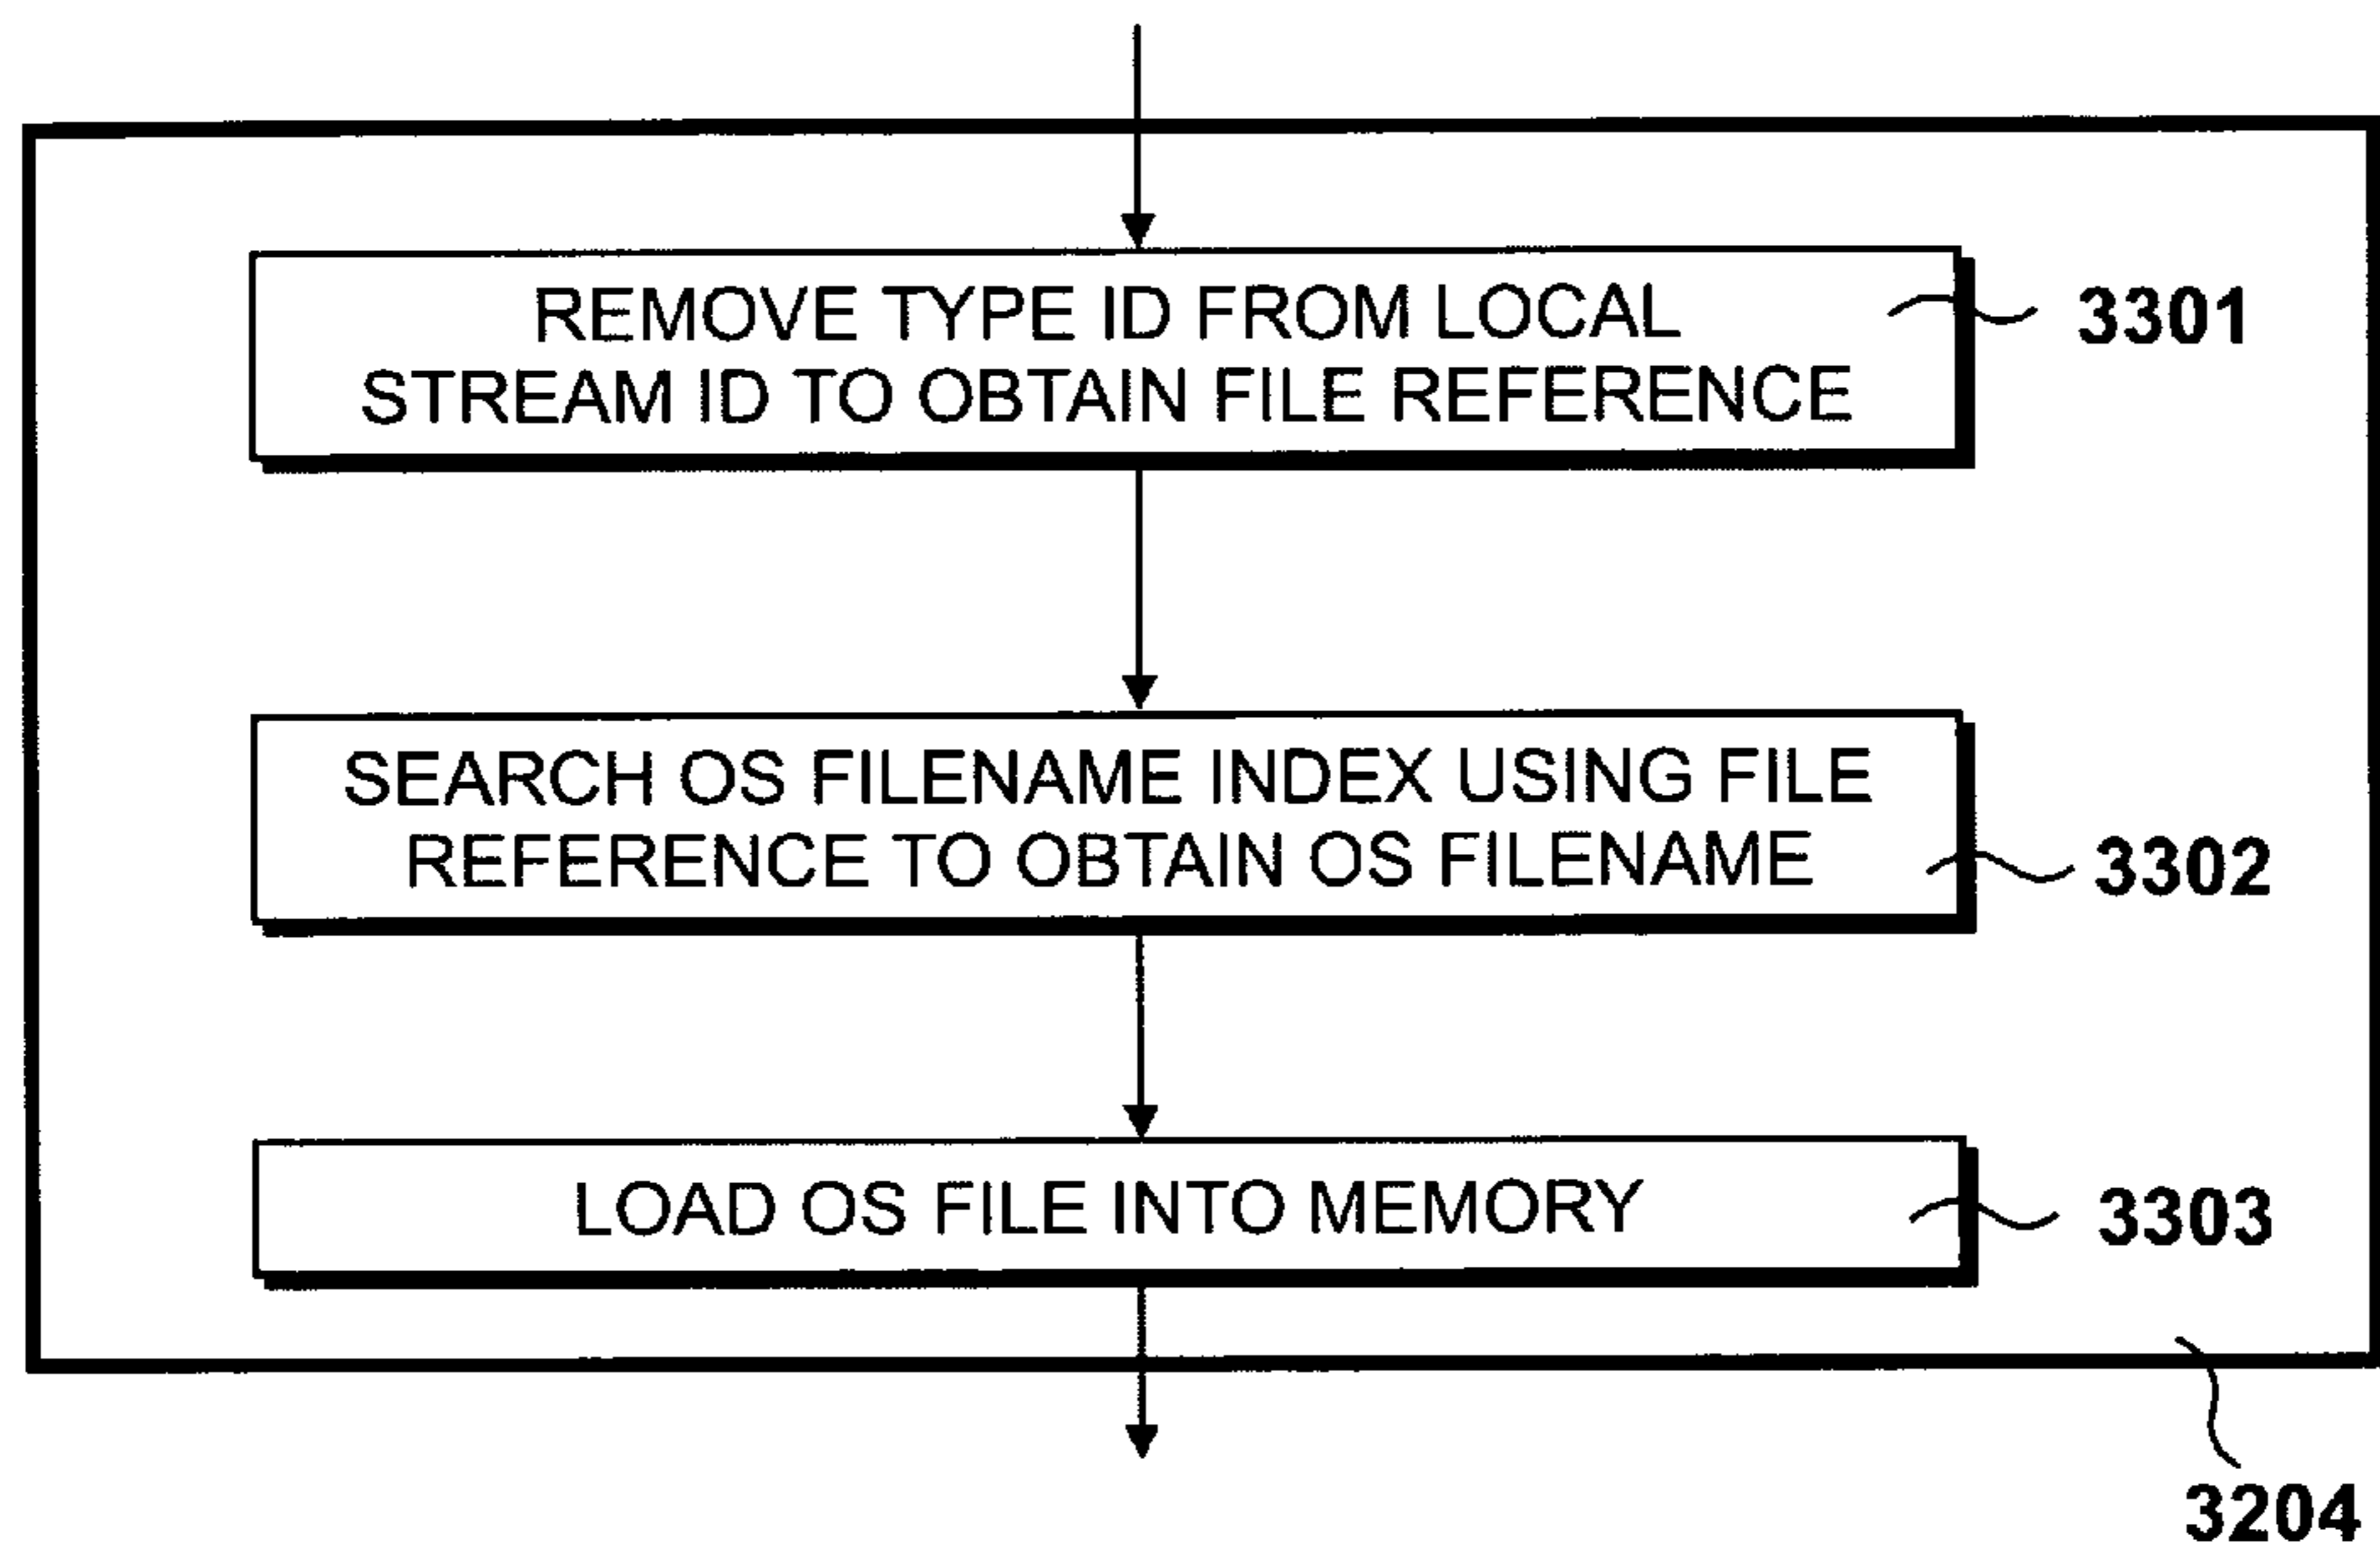 REMOVE TYPE ID FROM LOCAL
STREAM ID TO OBTAIN FILE REFERENCE
3301
SEARCH OS FILENAME INDEX USING FILE
REFERENCE TO OBTAIN OS FILENAME
3302
LOAD OS FILE INTO MEMORY
3303
3204